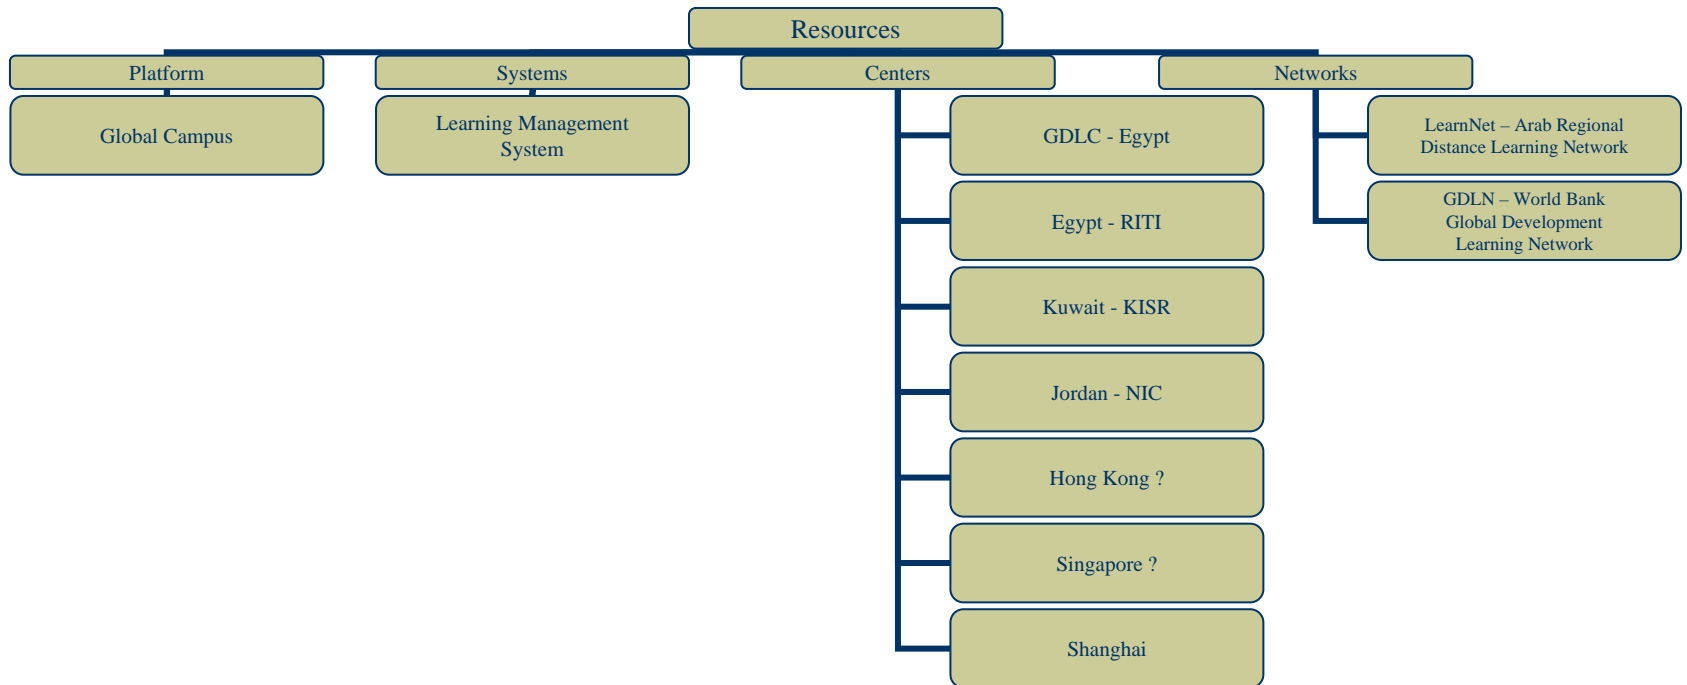 Resources
Platform
Systems
Centers
Networks
Global Campus
Learning Management
System
GDLC - Egypt
Egypt - RITI
Kuwait - KISR
Jordan - NIC
Hong Kong ?
Singapore ?
Shanghai
LearnNet – Arab Regional
Distance Learning Network
GDLN – World Bank
Global Development
Learning Network